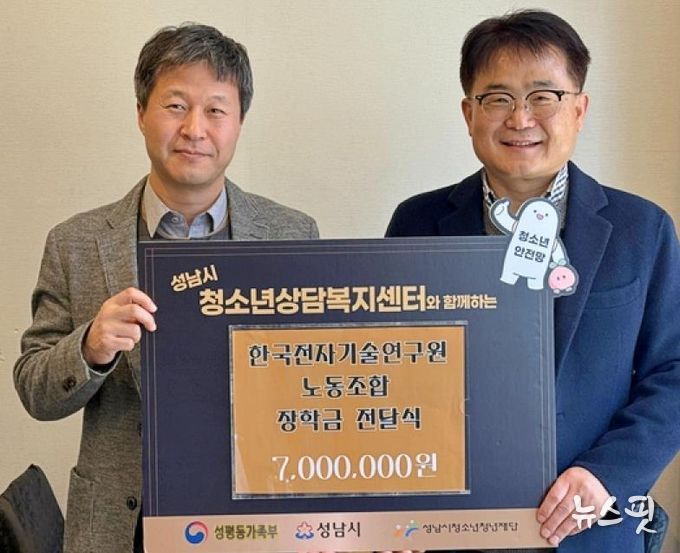 성남시
청소년상담복지센터와 함께하는
청소년
안전망
한국전자기술연구원
노동조합
장학금 전달식
7,000,000원
성평등가족부 성남시 성남시청소년청년재단
뉴스핏